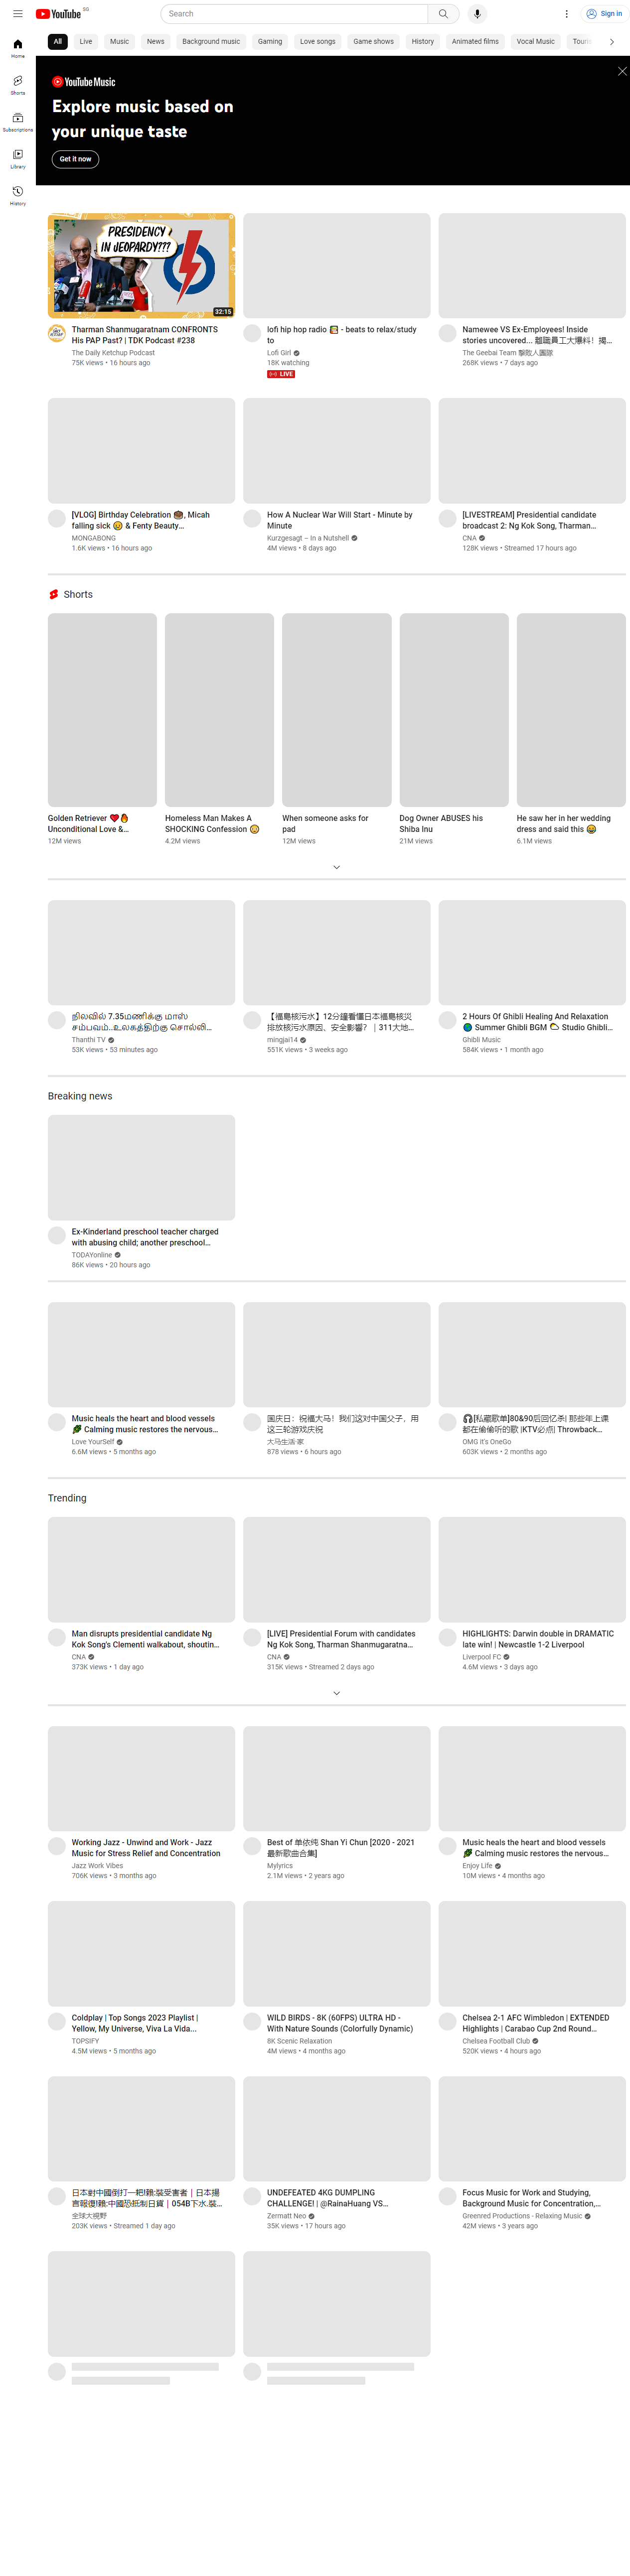 YouTube SG
Search
Sign in
Home
Shorts
Subscriptions
Library
History
All
Live
Music
News
Background music
Gaming
Love songs
Game shows
History
Animated films
Vocal Music
YouTube Music
Explore music based on
your unique taste
Get it now
PRESIDENCY
IN JEOPARDY???
32:15
Tharman Shanmugaratnam CONFRONTS
His PAP Past? | TDK Podcast #238
The Daily Ketchup Podcast
75K views • 16 hours ago
lofi hip hop radio 📚 - beats to relax/study
to
Lofi Girl
18K watching
LIVE
Namewee VS Ex-Employees! Inside
stories uncovered... 離職員工大爆料！揭...
The Geebai Team 擊敗人團隊
268K views • 7 days ago
[VLOG] Birthday Celebration 🎂, Micah
falling sick 🤒 & Fenty Beauty...
MONGABONG
1.6K views • 16 hours ago
How A Nuclear War Will Start - Minute by
Minute
Kurzgesagt – In a Nutshell
4M views • 8 days ago
[LIVESTREAM] Presidential candidate
broadcast 2: Ng Kok Song, Tharman...
CNA
128K views • Streamed 17 hours ago
Shorts
Golden Retriever ❤️🔥
Unconditional Love &...
12M views
Homeless Man Makes A
SHOCKING Confession 😳
4.2M views
When someone asks for
pad
12M views
Dog Owner ABUSES his
Shiba Inu
21M views
He saw her in her wedding
dress and said this 😂
6.1M views
நிலவில் 7.35மணிக்கு மாஸ்
சம்பவம்..உலகத்திற்கு சொல்லி...
Thanthi TV
53K views • 53 minutes ago
【福島核污水】12分鐘看懂日本福島核災
排放核污水原因、安全影響？｜311大地...
mingjai14
551K views • 3 weeks ago
2 Hours Of Ghibli Healing And Relaxation
🌎 Summer Ghibli BGM ⛅ Studio Ghibli...
Ghibli Music
584K views • 1 month ago
Breaking news
Ex-Kinderland preschool teacher charged
with abusing child; another preschool...
TODAYonline
86K views • 20 hours ago
Music heals the heart and blood vessels
🌿 Calming music restores the nervous...
Love YourSelf
6.6M views • 5 months ago
国庆日：祝福大马！我们这对中国父子，用
这三轮游戏庆祝
大马生活·家
878 views • 6 hours ago
🎧[私藏歌单]80&90后回忆杀| 那些年上课
都在偷偷听的歌 |KTV必点| Throwback...
OMG it's OneGo
603K views • 2 months ago
Trending
Man disrupts presidential candidate Ng
Kok Song's Clementi walkabout, shoutin...
CNA
373K views • 1 day ago
[LIVE] Presidential Forum with candidates
Ng Kok Song, Tharman Shanmugaratna...
CNA
315K views • Streamed 2 days ago
HIGHLIGHTS: Darwin double in DRAMATIC
late win! | Newcastle 1-2 Liverpool
Liverpool FC
4.6M views • 3 days ago
Working Jazz - Unwind and Work - Jazz
Music for Stress Relief and Concentration
Jazz Work Vibes
706K views • 3 months ago
Best of 单依纯 Shan Yi Chun [2020 - 2021
最新歌曲合集]
Mylyrics
2.1M views • 2 years ago
Music heals the heart and blood vessels
🌿 Calming music restores the nervous...
Enjoy Life
10M views • 4 months ago
Coldplay | Top Songs 2023 Playlist |
Yellow, My Universe, Viva La Vida...
TOPSIFY
4.5M views • 5 months ago
WILD BIRDS - 8K (60FPS) ULTRA HD -
With Nature Sounds (Colorfully Dynamic)
8K Scenic Relaxation
4M views • 4 months ago
Chelsea 2-1 AFC Wimbledon | EXTENDED
Highlights | Carabao Cup 2nd Round...
Chelsea Football Club
520K views • 4 hours ago
日本對中國倒打一耙!賴;裝受害者｜日本揚
言報復!賴;中國恐抵制日貨｜054B下水.裝...
全球大視野
203K views • Streamed 1 day ago
UNDEFEATED 4KG DUMPLING
CHALLENGE! | @RainaHuang VS...
Zermatt Neo
35K views • 17 hours ago
Focus Music for Work and Studying,
Background Music for Concentration,...
Greenred Productions - Relaxing Music
42M views • 3 years ago